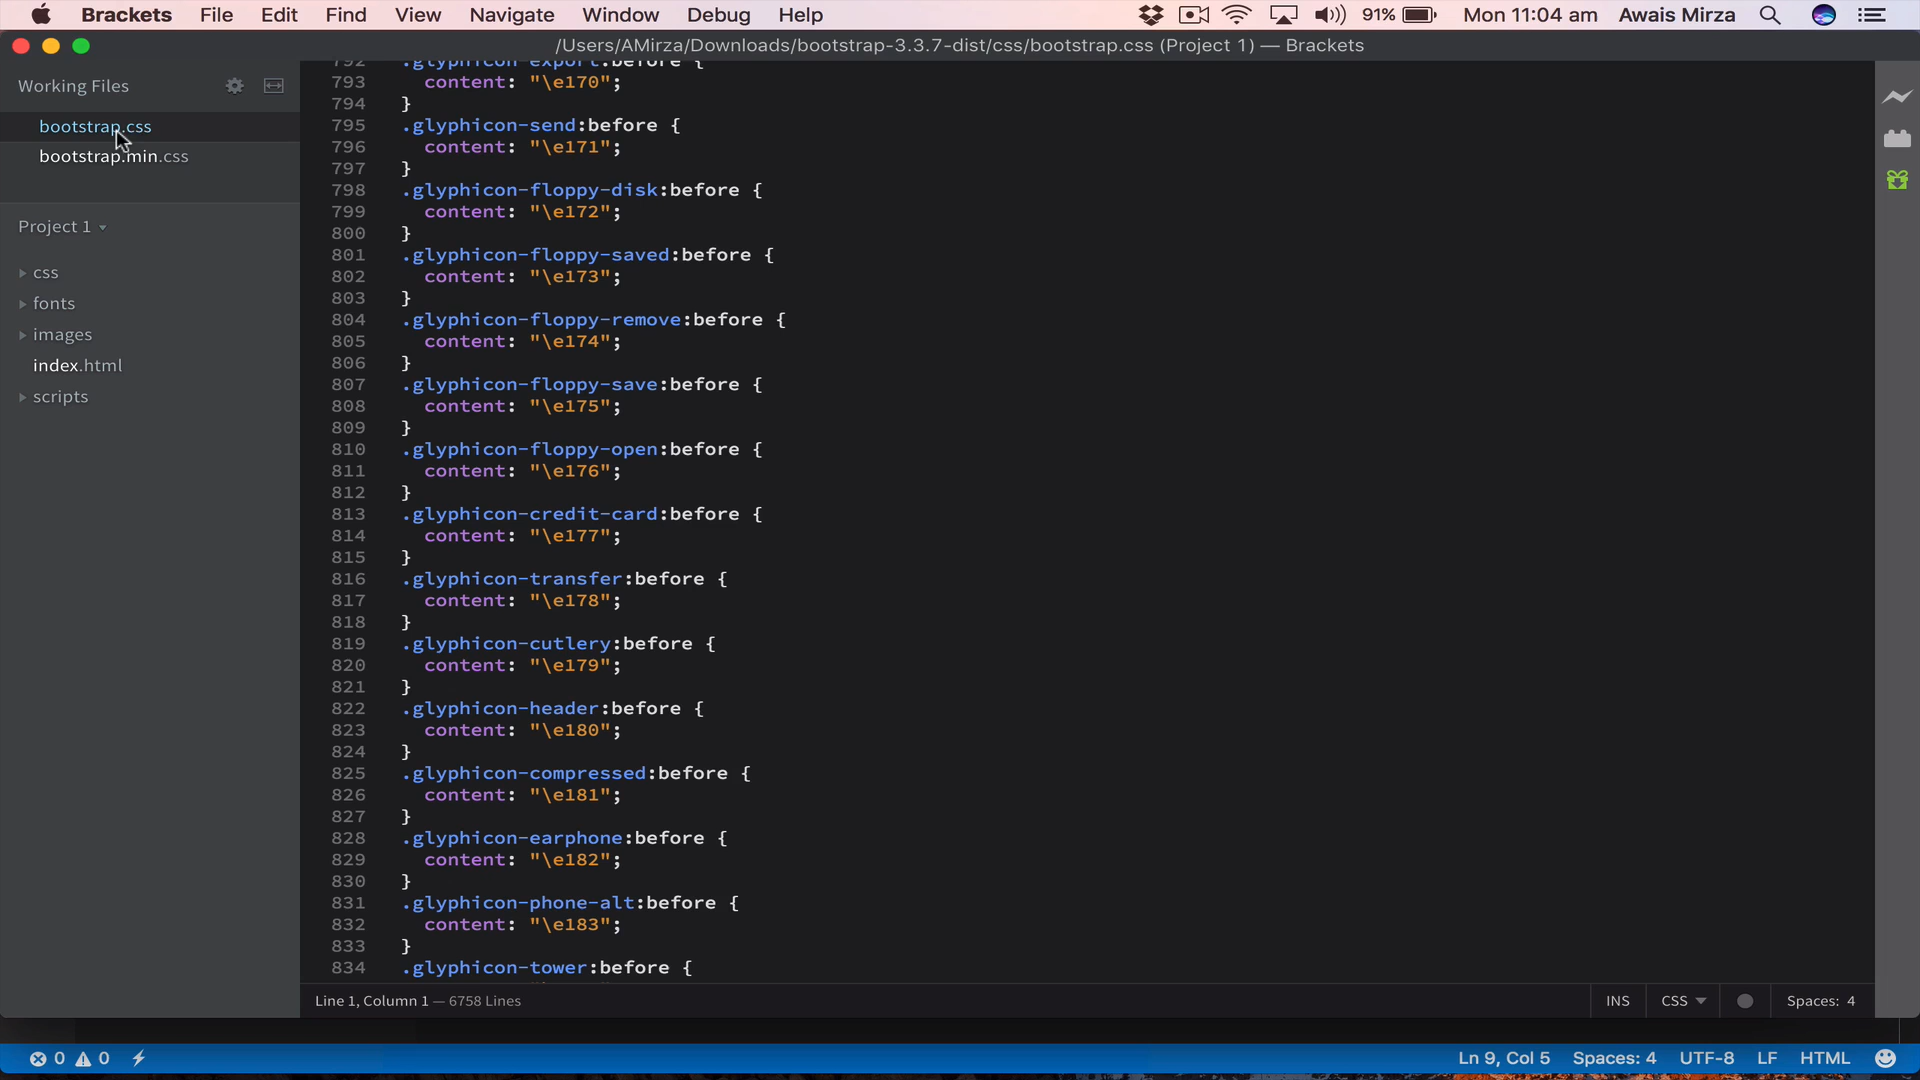 Brackets File Edit Find View Navigate Window Debug Help 91% Mon 11:04 am Awais Mirza
/Users/AMirza/Downloads/bootstrap-3.3.7-dist/css/bootstrap.css (Project 1) — Brackets
Working Files
bootstrap.css
bootstrap.min.css
Project 1
css
fonts
images
index.html
scripts
792 .glyphicon-export:before {
793 content: "\e170";
794 }
795 .glyphicon-send:before {
796 content: "\e171";
797 }
798 .glyphicon-floppy-disk:before {
799 content: "\e172";
800 }
801 .glyphicon-floppy-saved:before {
802 content: "\e173";
803 }
804 .glyphicon-floppy-remove:before {
805 content: "\e174";
806 }
807 .glyphicon-floppy-save:before {
808 content: "\e175";
809 }
810 .glyphicon-floppy-open:before {
811 content: "\e176";
812 }
813 .glyphicon-credit-card:before {
814 content: "\e177";
815 }
816 .glyphicon-transfer:before {
817 content: "\e178";
818 }
819 .glyphicon-cutlery:before {
820 content: "\e179";
821 }
822 .glyphicon-header:before {
823 content: "\e180";
824 }
825 .glyphicon-compressed:before {
826 content: "\e181";
827 }
828 .glyphicon-earphone:before {
829 content: "\e182";
830 }
831 .glyphicon-phone-alt:before {
832 content: "\e183";
833 }
834 .glyphicon-tower:before {
Line 1, Column 1 — 6758 Lines INS CSS Spaces: 4
0 0 Ln 9, Col 5 Spaces: 4 UTF-8 LF HTML